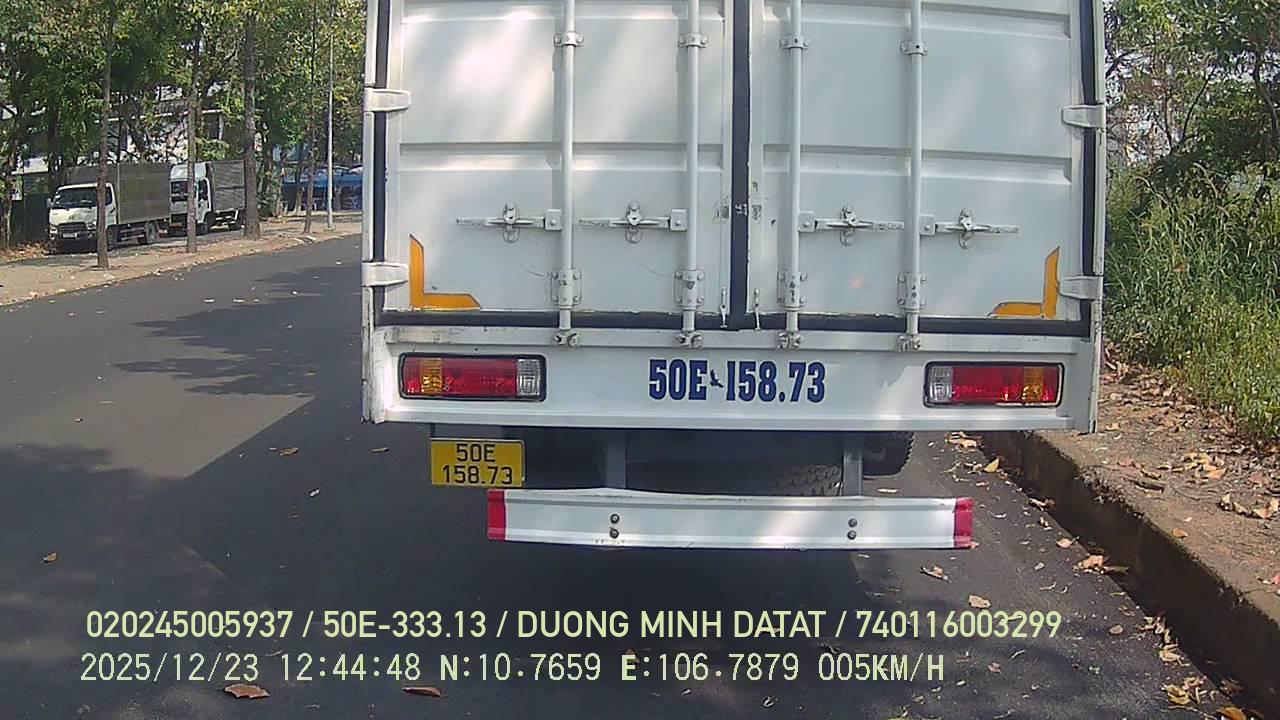 50E-158.73
50E
158.73
020245005937 / 50E-333.13 / DUONG MINH DATAT / 740116003299
2025/12/23 12:44:48 N:10.7659 E:106.7879 005KM/H